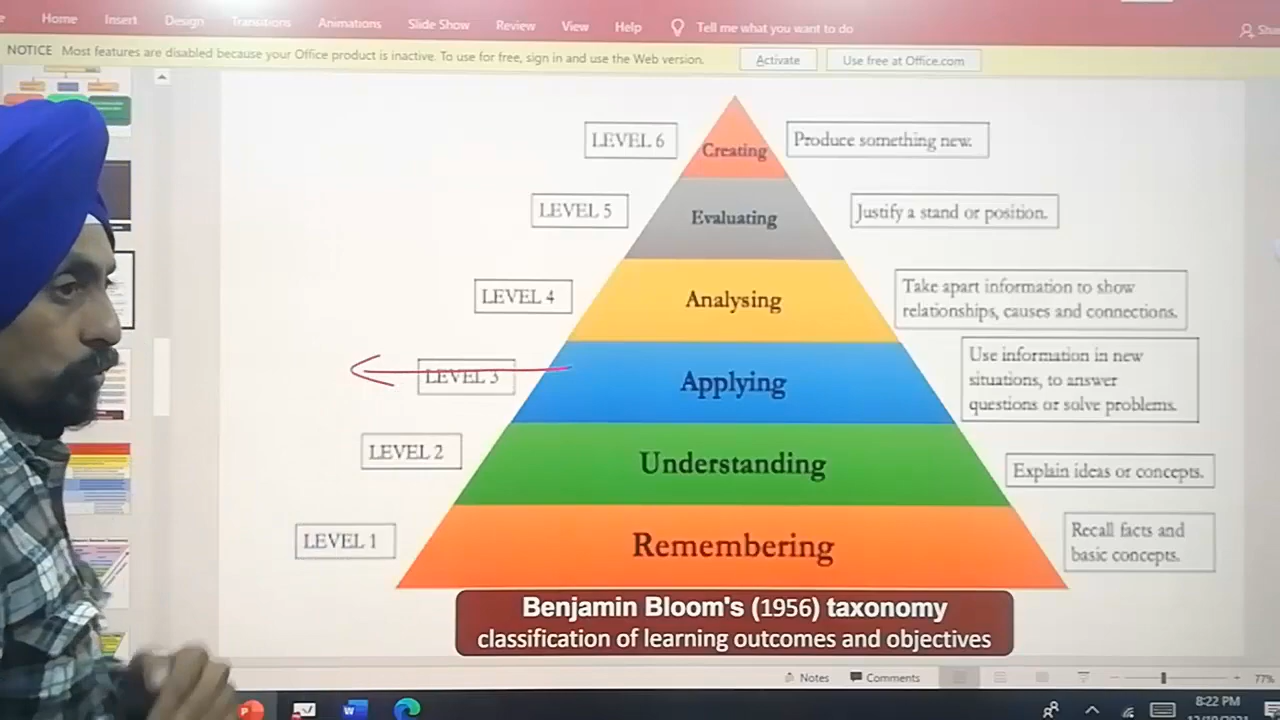 Home Insert Design Transitions Animations Slide Show Review View Help Tell me what you want to do
NOTICE Most features are disabled because your Office product is inactive. To use for free, sign in and use the Web version. Activate Use free at Office.com
LEVEL 6
Creating
Produce something new.
LEVEL 5
Evaluating
Justify a stand or position.
LEVEL 4
Analysing
Take apart information to show
relationships, causes and connections.
LEVEL 3
Applying
Use information in new
situations, to answer
questions or solve problems.
LEVEL 2
Understanding
Explain ideas or concepts.
LEVEL 1
Remembering
Recall facts and
basic concepts.
Benjamin Bloom's (1956) taxonomy
classification of learning outcomes and objectives
Notes Comments 77%
8:22 PM